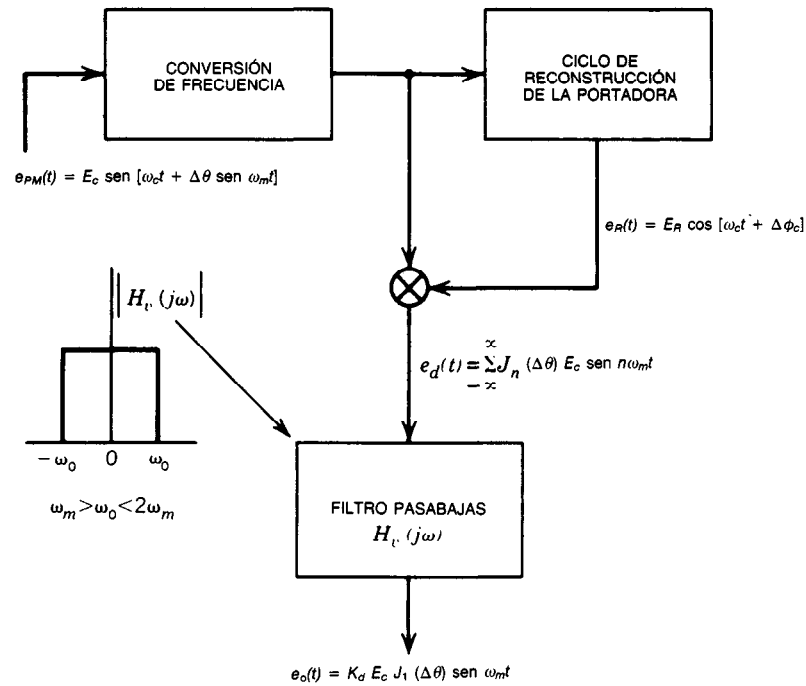 CONVERSIÓN
DE FRECUENCIA
CICLO DE
RECONSTRUCCIÓN
DE LA PORTADORA
e_PM(t) = E_c sen [ω_c t + Δθ sen ω_m t]
e_R(t) = E_R cos [ω_c t + Δϕ_c]
|H_v (jω)|
e_d(t) = ∞ Σ −∞ J_n (Δθ) E_c sen nω_m t
−ω_0 0 ω_0
ω_m > ω_0 < 2ω_m
FILTRO PASABAJAS
H_v (jω)
e_o(t) = K_d E_c J_1 (Δθ) sen ω_m t